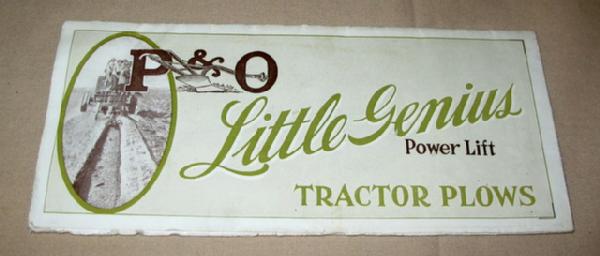 P & O
Little Genius
Power Lift
TRACTOR PLOWS